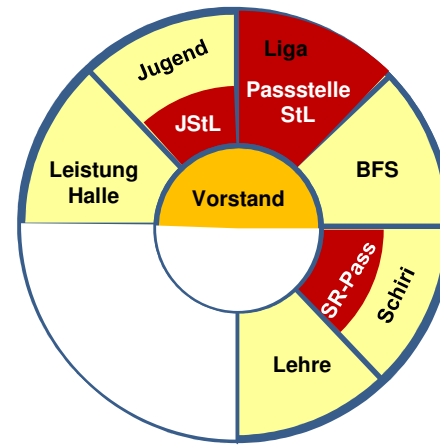 Jugend
JStL
Liga
Passstelle
StL
Leistung
Halle
Vorstand
BFS
SR-Pass
Schiri
Lehre